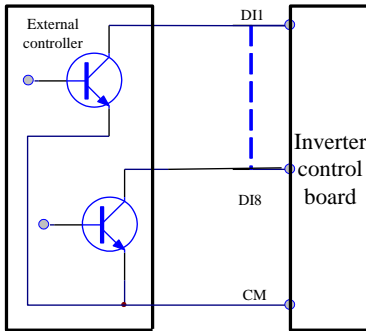 External
controller
DI1
Inverter
control
board
DI8
CM